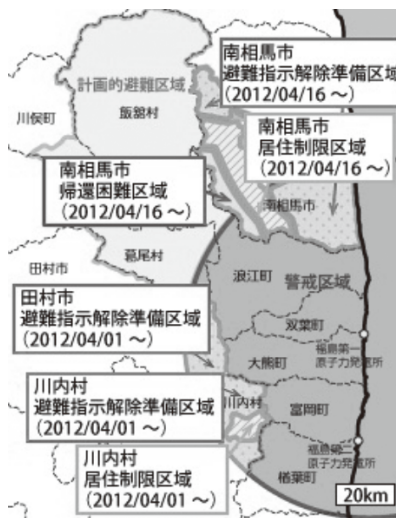 南相馬市
避難指示解除準備区域
(2012/04/16 ~)
計画的避難区域
飯舘村
川俣町
南相馬市
居住制限区域
(2012/04/16 ~)
南相馬市
帰還困難区域
(2012/04/16 ~)
南相馬市
葛尾村
田村市
浪江町
警戒区域
田村市
避難指示解除準備区域
(2012/04/01 ~)
双葉町
福島第一
原子力発電所
大熊町
川内村
避難指示解除準備区域
(2012/04/01 ~)
川内村
富岡町
福島第二
原子力発電所
川内村
居住制限区域
(2012/04/01 ~)
楢葉町
20km